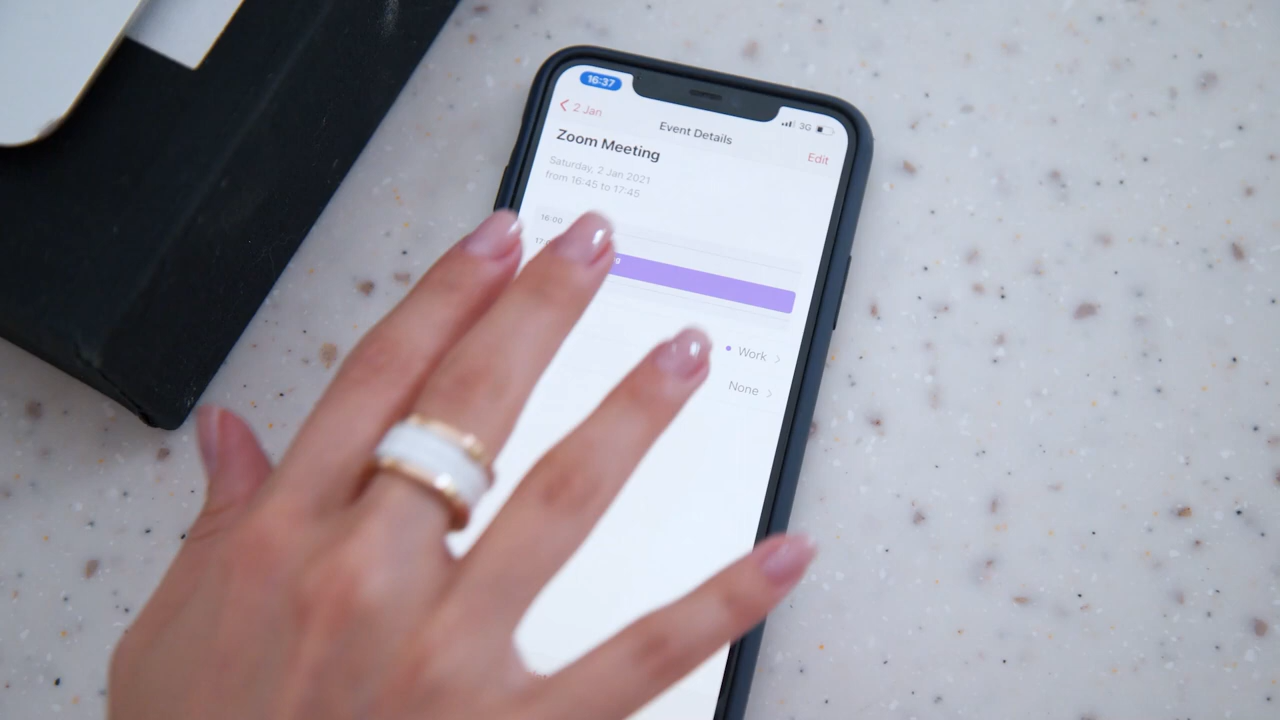 16:37
3G
2 Jan
Event Details
Edit
Zoom Meeting
Saturday, 2 Jan 2021
from 16:45 to 17:45
16:00
Work
None